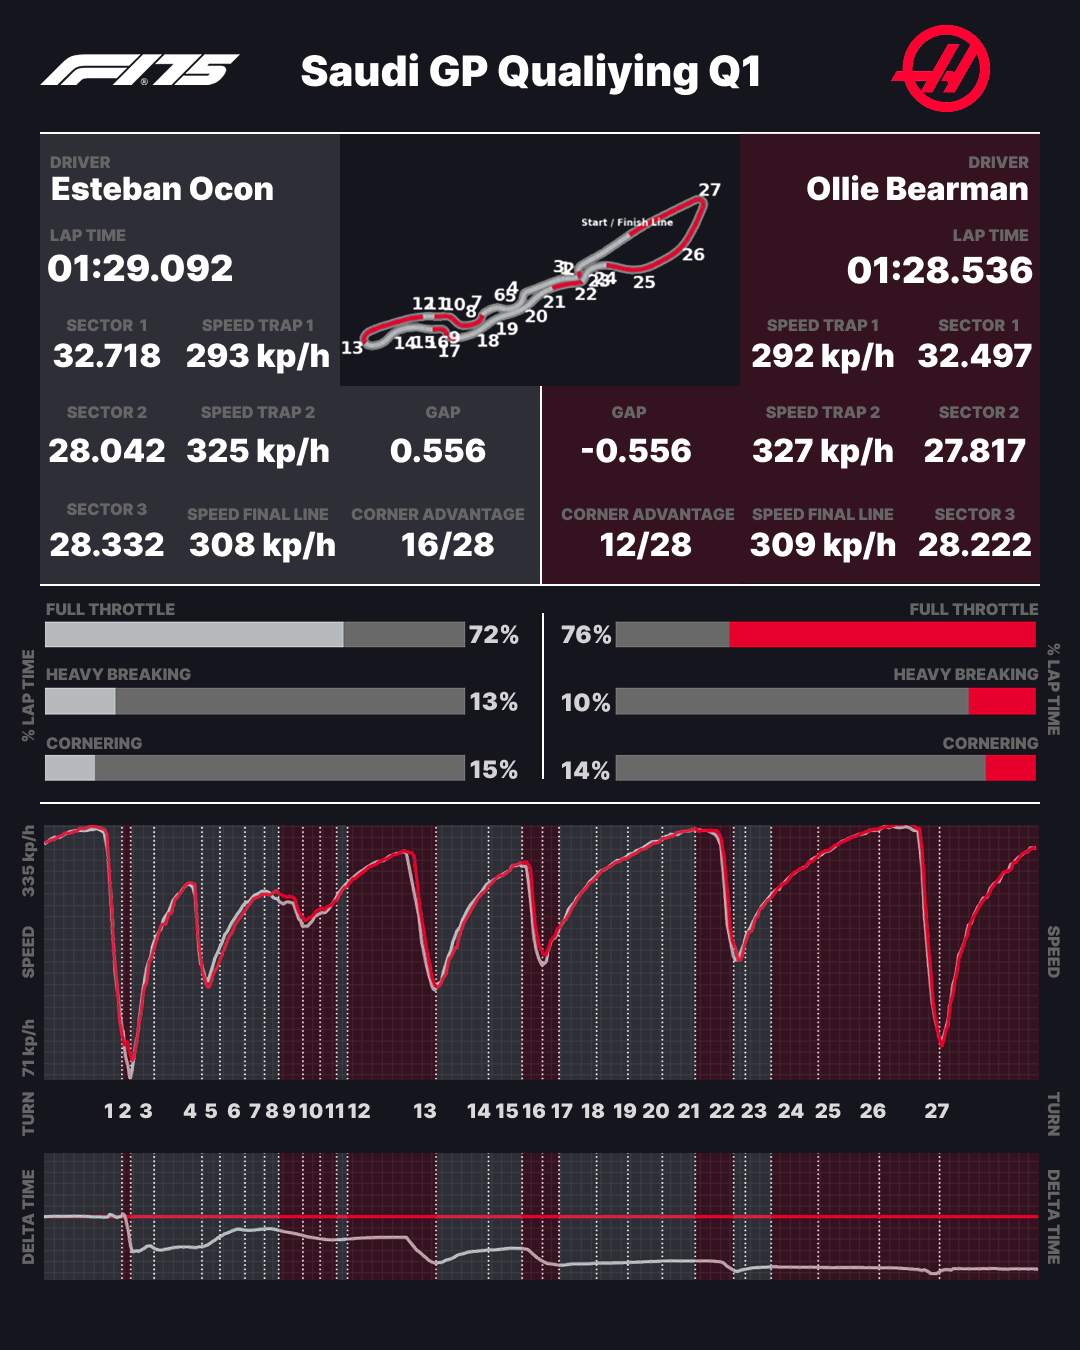 F1.75
Saudi GP Qualiying Q1
DRIVER
Esteban Ocon
LAP TIME
01:29.092
SECTOR 1 SPEED TRAP 1
32.718 293 kp/h
DRIVER
Ollie Bearman
LAP TIME
01:28.536
SPEED TRAP 1 SECTOR 1
292 kp/h 32.497
Start / Finish Line
27
26
25
24
22
21
20
19
18
17
16
15
14
13
12
11
10
9
8
7
6
5
4
3
SECTOR 2 SPEED TRAP 2 GAP
28.042 325 kp/h 0.556
SECTOR 3 SPEED FINAL LINE CORNER ADVANTAGE
28.332 308 kp/h 16/28
GAP SPEED TRAP 2 SECTOR 2
-0.556 327 kp/h 27.817
CORNER ADVANTAGE SPEED FINAL LINE SECTOR 3
12/28 309 kp/h 28.222
% LAP TIME
FULL THROTTLE
72%
HEAVY BREAKING
13%
CORNERING
15%
FULL THROTTLE
76%
HEAVY BREAKING
10%
CORNERING
14%
% LAP TIME
335 kp/h
SPEED
71 kp/h
SPEED
TURN
1 2 3 4 5 6 7 8 9 10 11 12 13 14 15 16 17 18 19 20 21 22 23 24 25 26 27
TURN
DELTA TIME
DELTA TIME